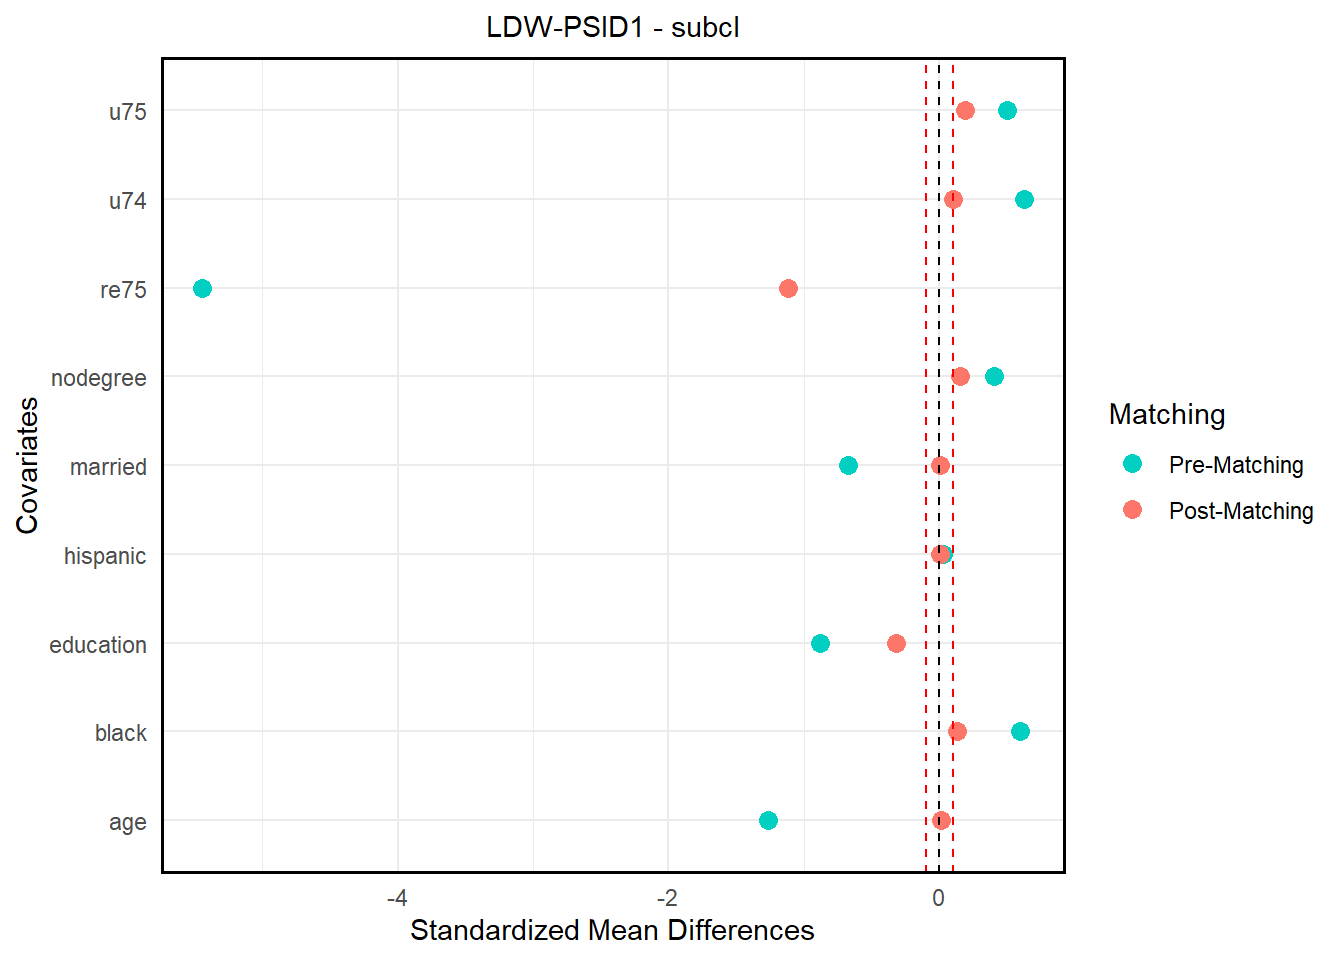 LDW-PSID1 - subcl
u75
u74
re75
nodegree
married
hispanic
education
black
age
Covariates
-4
-2
0
Standardized Mean Differences
Matching
Pre-Matching
Post-Matching